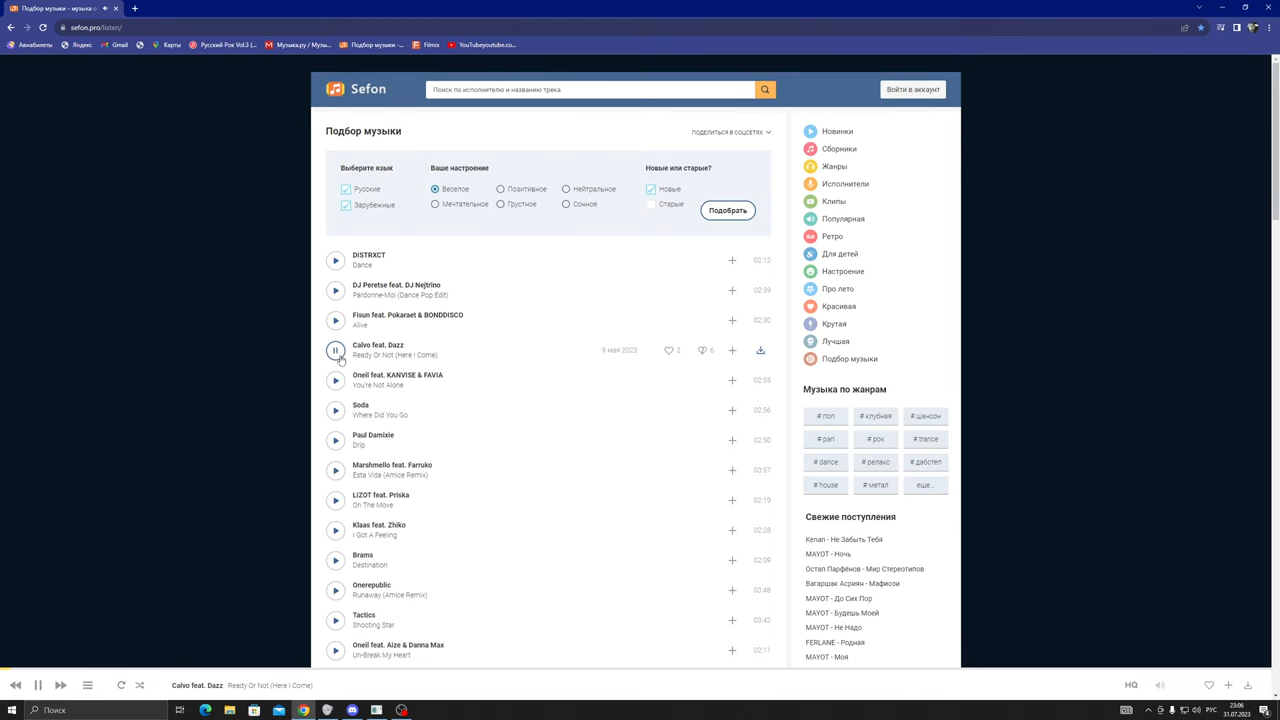 Подбор музыки - музыка о
sefon.pro/listen/
Авиабилеты
Яндекс
Gmail
Карты
Русский Рок Vol.3 (...
Музыка.ру / Музы...
Подбор музыки -...
Filmix
YouTubeyoutube.co...
Sefon
Поиск по исполнителю и названию трека
Войти в аккаунт
Подбор музыки
ПОДЕЛИТЬСЯ В СОЦСЕТЯХ
Выберите язык
Ваше настроение
Новые или старые?
Русские
Веселое
Позитивное
Нейтральное
Новые
Зарубежные
Мечтательное
Грустное
Сонное
Старые
Подобрать
DISTRXCT
Dance
02:12
DJ Peretse feat. DJ Nejtrino
Pardonne-Moi (Dance Pop Edit)
02:39
Fisun feat. Pokaraet & BONDDISCO
Alive
02:30
Calvo feat. Dazz
Ready Or Not (Here I Come)
9 мая 2023
2
6
Oneil feat. KANVISE & FAVIA
You're Not Alone
02:55
Soda
Where Did You Go
02:56
Paul Damixie
Drip
02:50
Marshmello feat. Farruko
Esta Vida (Amice Remix)
03:57
LIZOT feat. Priska
On The Move
02:19
Klaas feat. Zhiko
I Got A Feeling
02:28
Brams
Destination
02:09
Onerepublic
Runaway (Amice Remix)
03:48
Tactics
Shooting Star
03:42
Oneil feat. Aize & Danna Max
Un-Break My Heart
02:11
Новинки
Сборники
Жанры
Исполнители
Клипы
Популярная
Ретро
Для детей
Настроение
Про лето
Красивая
Крутая
Лучшая
Подбор музыки
Музыка по жанрам
# поп
# клубная
# шансон
# рэп
# рок
# trance
# dance
# релакс
# дабстеп
# house
# метал
еще...
Свежие поступления
Kenan - Не Забыть Тебя
MAYOT - Ночь
Остап Парфёнов - Мир Стереотипов
Вагаршак Асриян - Мафиози
MAYOT - До Сих Пор
MAYOT - Будешь Моей
MAYOT - Не Надо
FERLANE - Родная
MAYOT - Моя
Calvo feat. Dazz Ready Or Not (Here I Come)
HQ
Поиск
РУС
23:06
31.07.2023